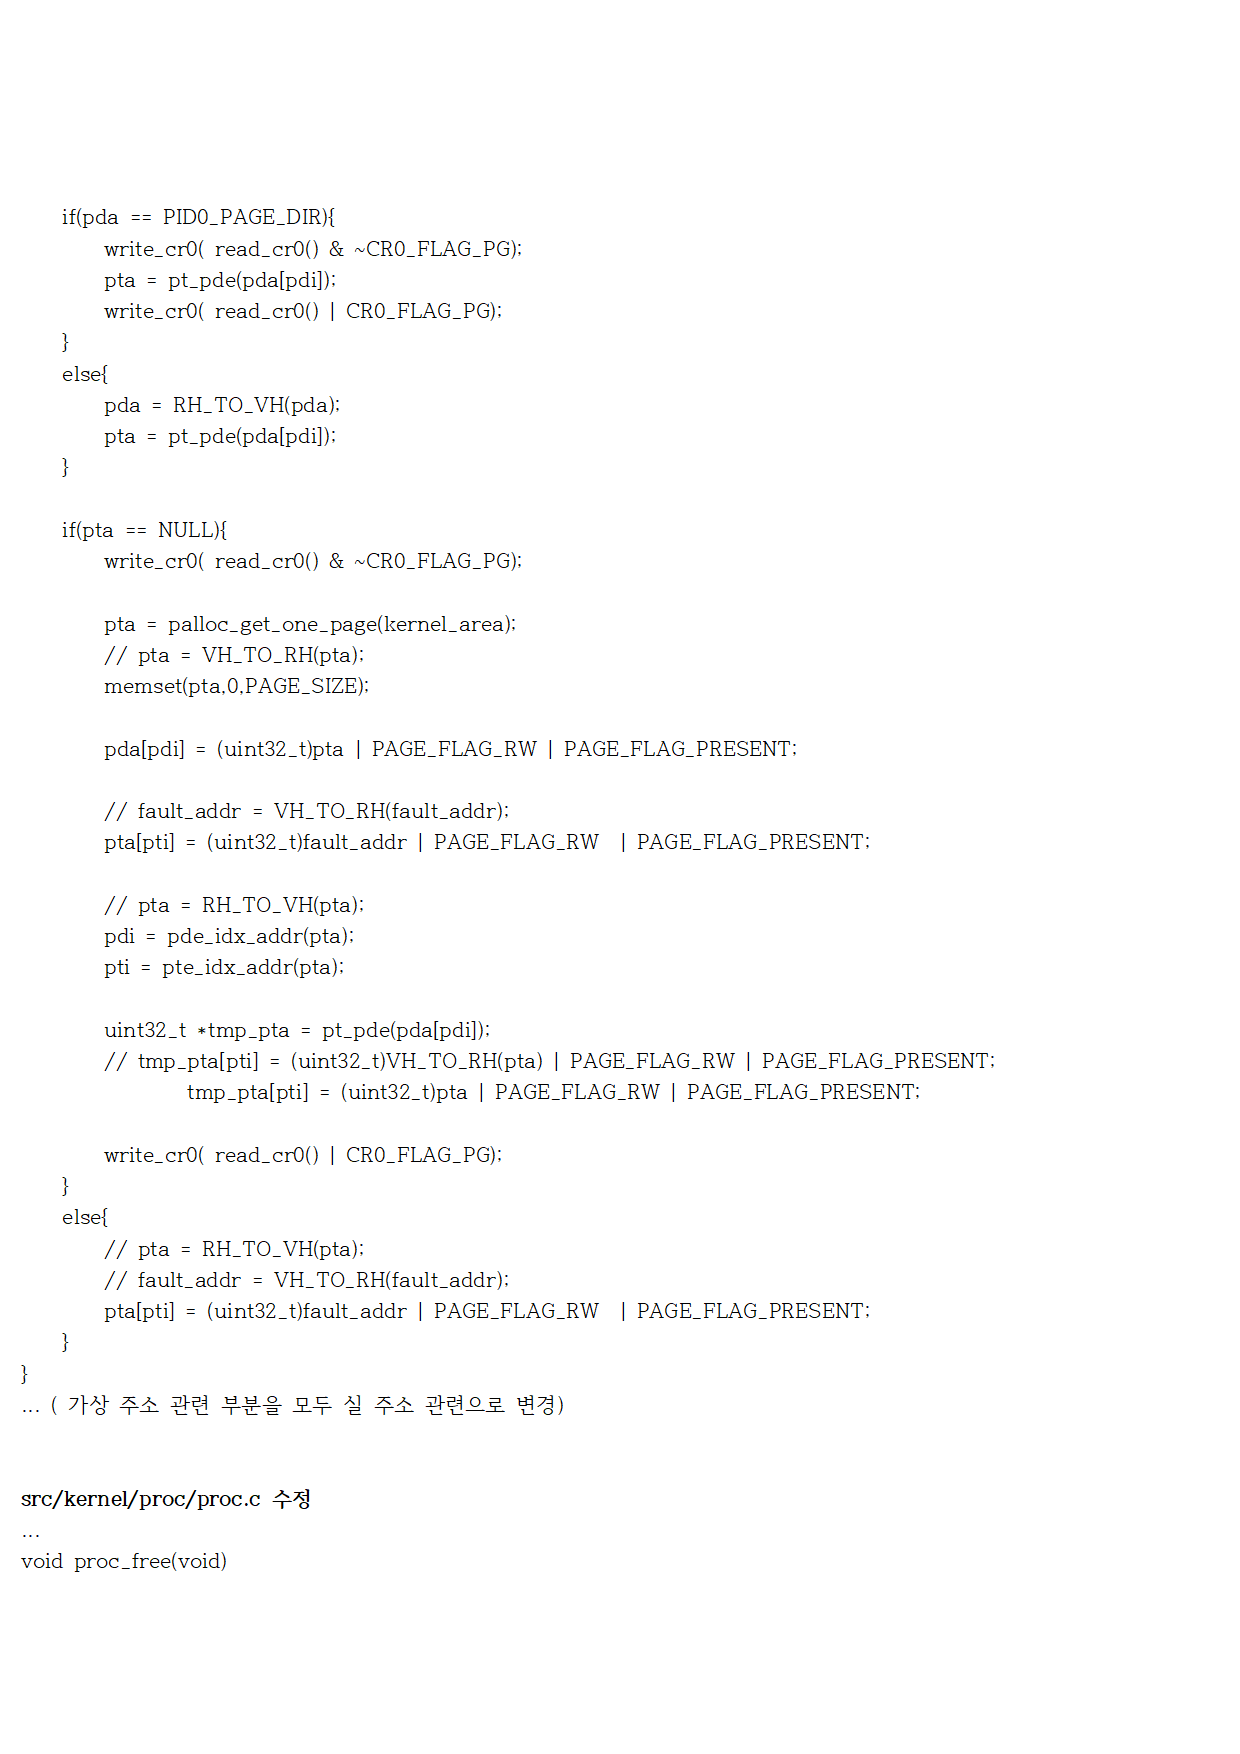 if(pda == PID0_PAGE_DIR){
write_cr0( read_cr0() & ~CR0_FLAG_PG);
pta = pt_pde(pda[pdi]);
write_cr0( read_cr0() | CR0_FLAG_PG);
}
else{
pda = RH_TO_VH(pda);
pta = pt_pde(pda[pdi]);
}
if(pta == NULL){
write_cr0( read_cr0() & ~CR0_FLAG_PG);
pta = palloc_get_one_page(kernel_area);
// pta = VH_TO_RH(pta);
memset(pta,0,PAGE_SIZE);
pda[pdi] = (uint32_t)pta | PAGE_FLAG_RW | PAGE_FLAG_PRESENT;
// fault_addr = VH_TO_RH(fault_addr);
pta[pti] = (uint32_t)fault_addr | PAGE_FLAG_RW  | PAGE_FLAG_PRESENT;
// pta = RH_TO_VH(pta);
pdi = pde_idx_addr(pta);
pti = pte_idx_addr(pta);
uint32_t *tmp_pta = pt_pde(pda[pdi]);
// tmp_pta[pti] = (uint32_t)VH_TO_RH(pta) | PAGE_FLAG_RW | PAGE_FLAG_PRESENT;
tmp_pta[pti] = (uint32_t)pta | PAGE_FLAG_RW | PAGE_FLAG_PRESENT;
write_cr0( read_cr0() | CR0_FLAG_PG);
}
else{
// pta = RH_TO_VH(pta);
// fault_addr = VH_TO_RH(fault_addr);
pta[pti] = (uint32_t)fault_addr | PAGE_FLAG_RW  | PAGE_FLAG_PRESENT;
}
}
... ( 가상 주소 관련 부분을 모두 실 주소 관련으로 변경)
src/kernel/proc/proc.c 수정
...
void proc_free(void)